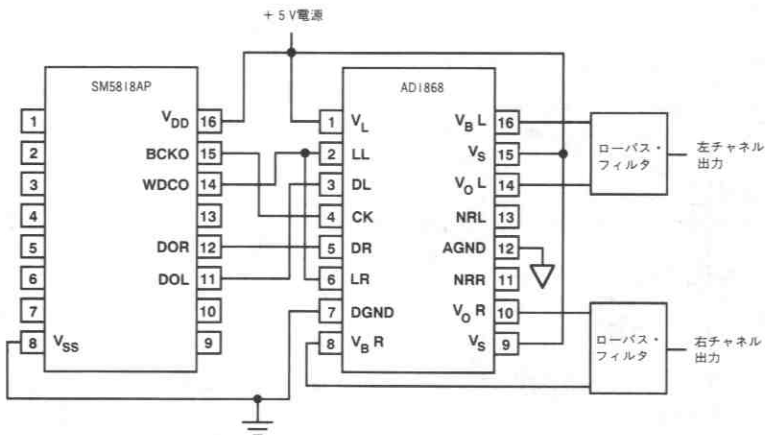 +5V電源
SM5818AP
1
2
3
4
5
6
7
8 VSS
VDD 16
BCKO 15
WDCO 14
13
DOR 12
DOL 11
10
9
AD1868
1 VL
2 LL
3 DL
4 CK
5 DR
6 LR
7 DGND
8 VBR
VBL 16
VS 15
VOL 14
NRL 13
AGND 12
NRR 11
VOR 10
VS 9
ローパス・
フィルタ
左チャネル
出力
ローパス・
フィルタ
右チャネル
出力